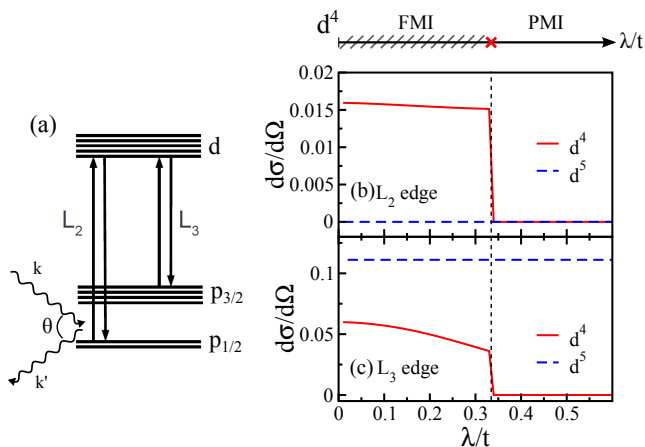 d⁴ FMI PMI λ/t
(a)
d
L₂ L₃
k
p₃/₂
θ
p₁/₂
k'
0.02
0.015
0.01
0.005
0
dσ/dΩ
d⁴
d⁵
(b) L₂ edge
0.1
0.05
0
dσ/dΩ
d⁴
d⁵
(c) L₃ edge
0 0.1 0.2 0.3 0.4 0.5
λ/t